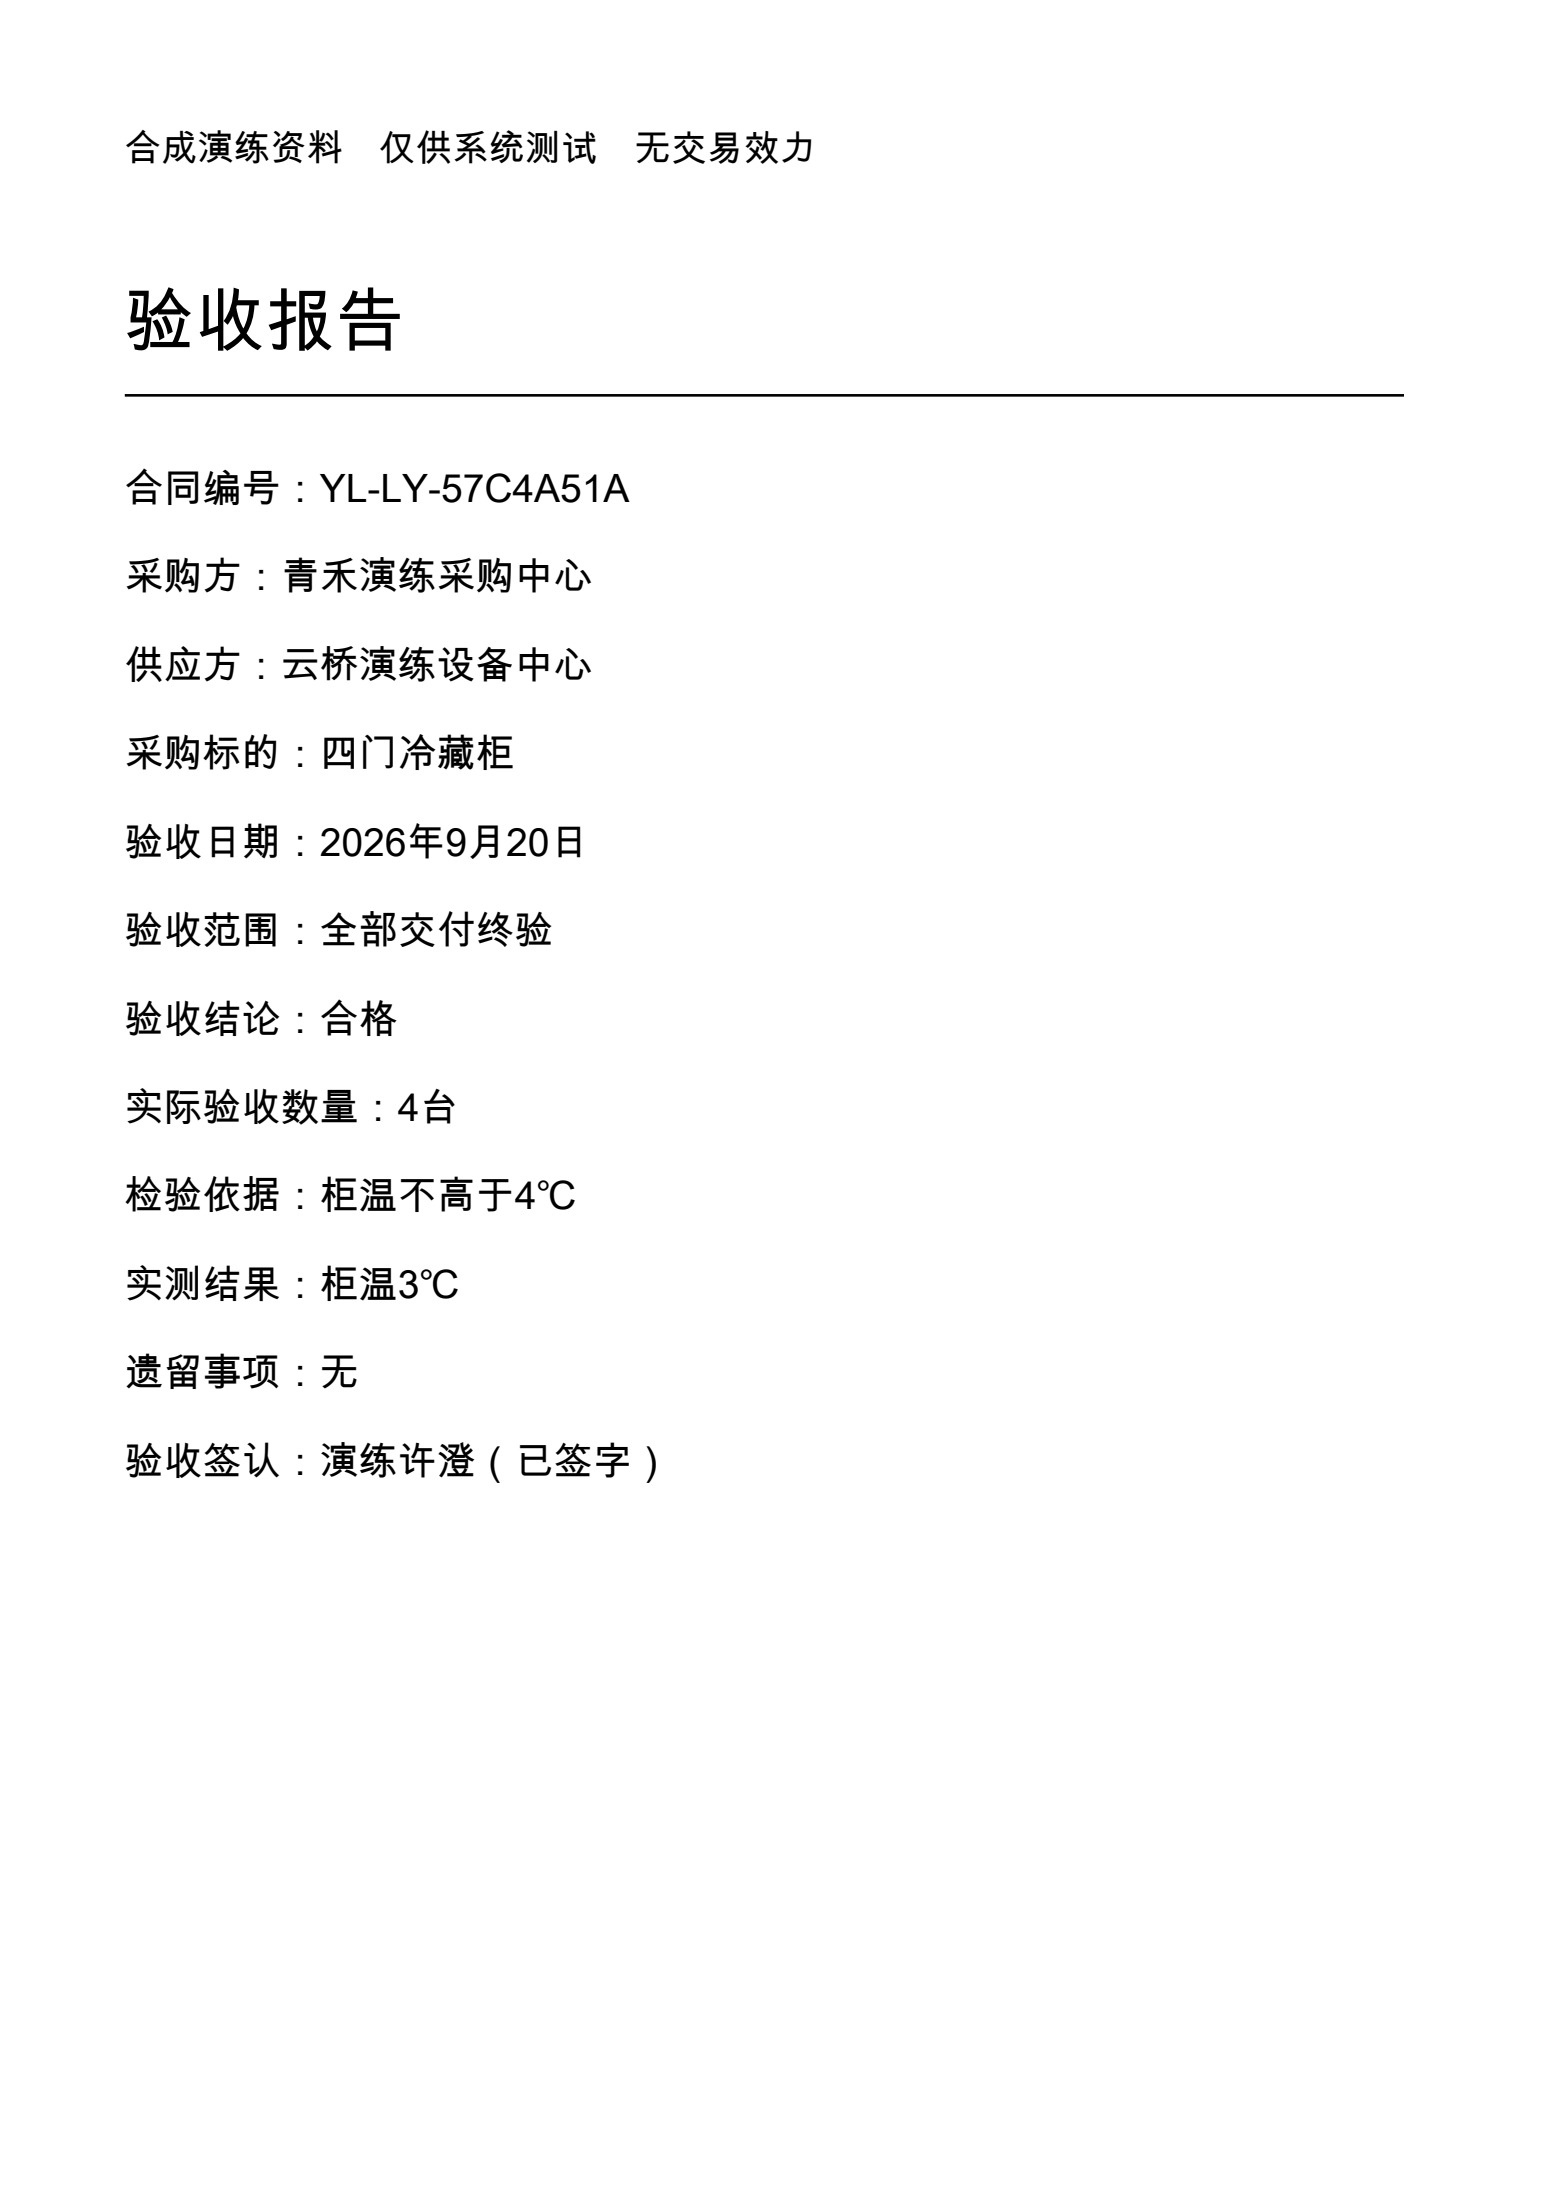 合成演练资料　仅供系统测试　无交易效力
验收报告
合同编号：YL-LY-57C4A51A
采购方：青禾演练采购中心
供应方：云桥演练设备中心
采购标的：四门冷藏柜
验收日期：2026年9月20日
验收范围：全部交付终验
验收结论：合格
实际验收数量：4台
检验依据：柜温不高于4℃
实测结果：柜温3℃
遗留事项：无
验收签认：演练许澄（已签字）